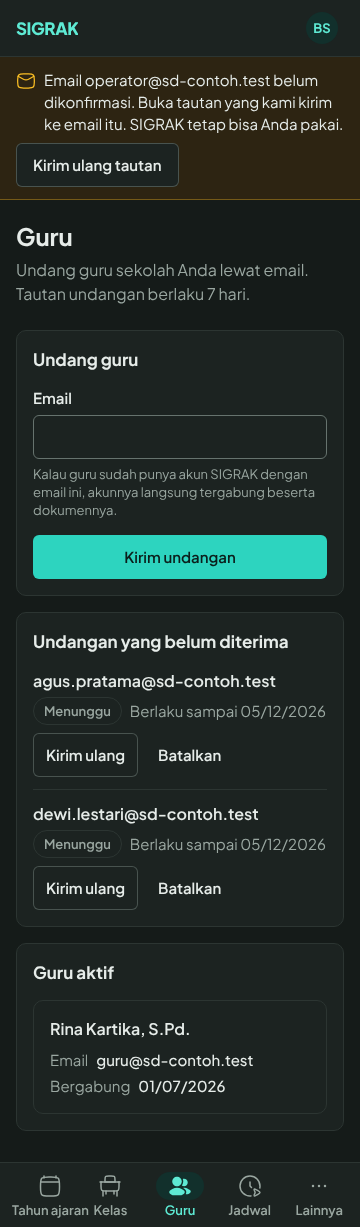 SIGRAK
BS
Email operator@sd-contoh.test belum
dikonfirmasi. Buka tautan yang kami kirim
ke email itu. SIGRAK tetap bisa Anda pakai.
Kirim ulang tautan
Guru
Undang guru sekolah Anda lewat email.
Tautan undangan berlaku 7 hari.
Undang guru
Email
Kalau guru sudah punya akun SIGRAK dengan
email ini, akunnya langsung tergabung beserta
dokumennya.
Kirim undangan
Undangan yang belum diterima
agus.pratama@sd-contoh.test
Menunggu Berlaku sampai 05/12/2026
Kirim ulang Batalkan
dewi.lestari@sd-contoh.test
Menunggu Berlaku sampai 05/12/2026
Kirim ulang Batalkan
Guru aktif
Rina Kartika, S.Pd.
Email guru@sd-contoh.test
Bergabung 01/07/2026
Tahun ajaran Kelas Guru Jadwal Lainnya